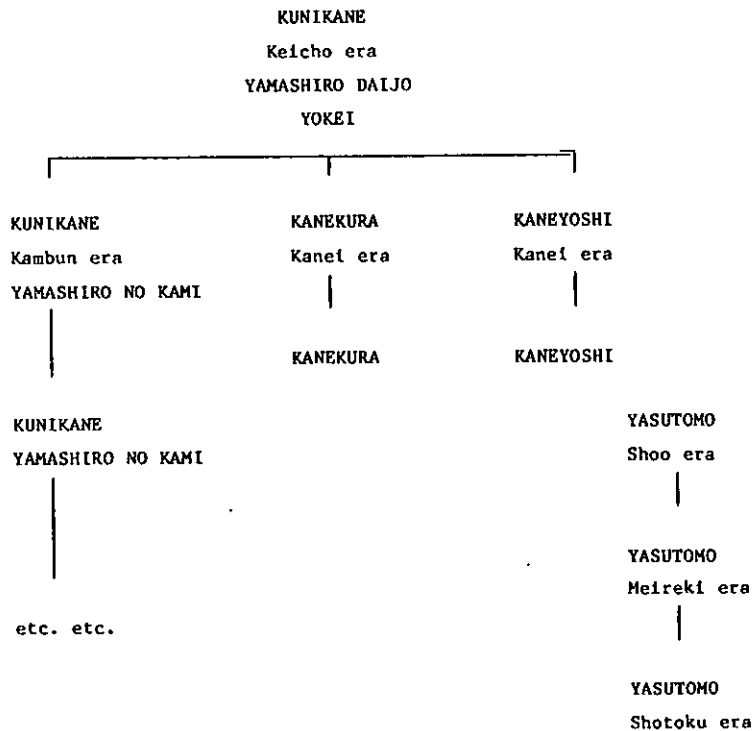 KUNIKANE
Keicho era
YAMASHIRO DAIJO
YOKEI
KUNIKANE
Kambun era
YAMASHIRO NO KAMI
KANEKURA
Kanei era
KANEYOSHI
Kanei era
KANEKURA
KANEYOSHI
KUNIKANE
YAMASHIRO NO KAMI
YASUTOMO
Shoo era
YASUTOMO
Meireki era
etc. etc.
YASUTOMO
Shotoku era